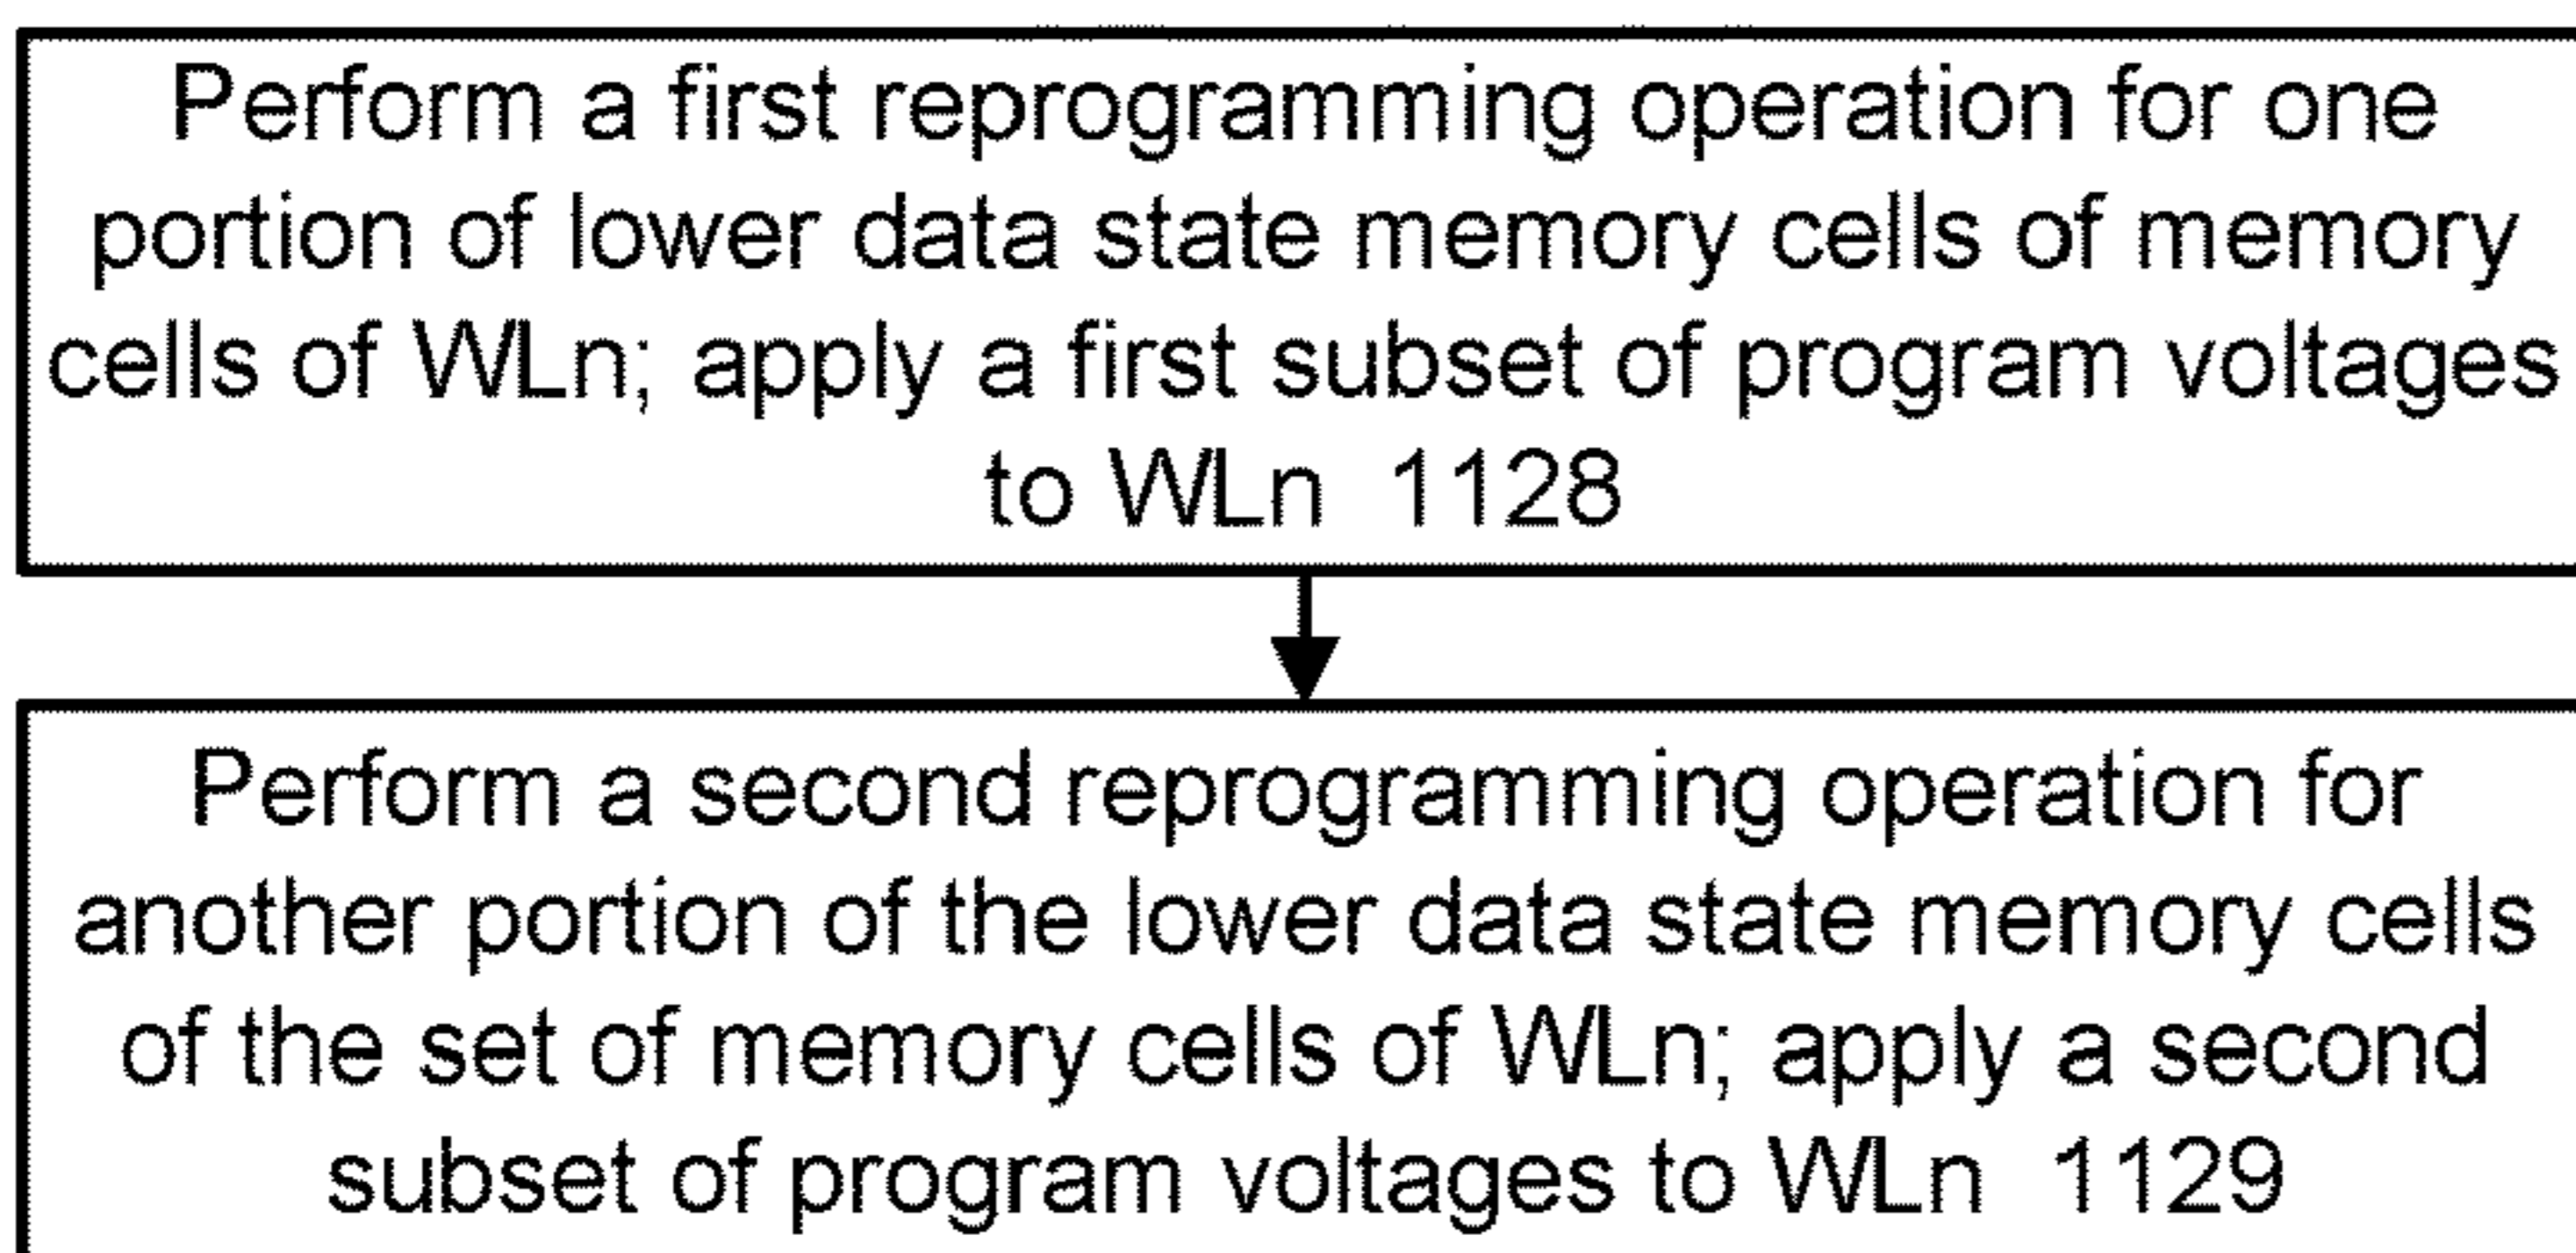 Perform a first reprogramming operation for one
portion of lower data state memory cells of memory
cells of WLn; apply a first subset of program voltages
to WLn 1128
Perform a second reprogramming operation for
another portion of the lower data state memory cells
of the set of memory cells of WLn; apply a second
subset of program voltages to WLn 1129